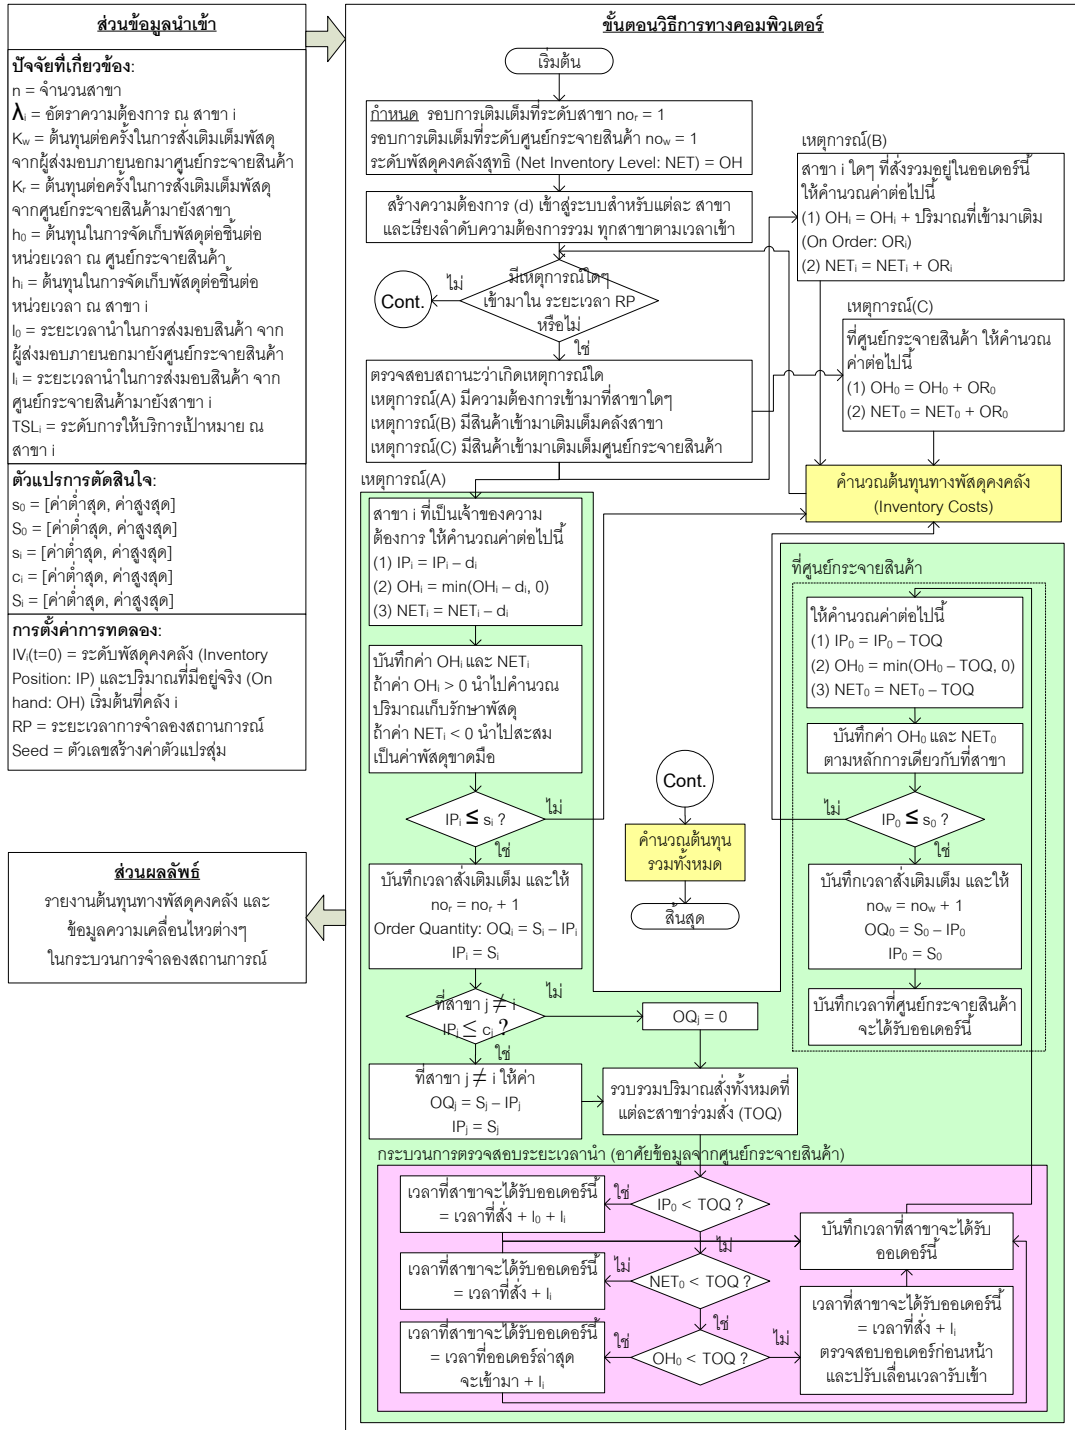 ส่วนข้อมูลนำเข้า
ปัจจัยที่เกี่ยวข้อง:
n = จำนวนสาขา
λi = อัตราความต้องการ ณ สาขา i
Kw = ต้นทุนต่อครั้งในการสั่งเติมเต็มพัสดุ
จากผู้ส่งมอบภายนอกมาศูนย์กระจายสินค้า
Kr = ต้นทุนต่อครั้งในการสั่งเติมเต็มพัสดุ
จากศูนย์กระจายสินค้ามายังสาขา
h0 = ต้นทุนในการจัดเก็บพัสดุต่อชิ้นต่อ
หน่วยเวลา ณ ศูนย์กระจายสินค้า
hi = ต้นทุนในการจัดเก็บพัสดุต่อชิ้นต่อ
หน่วยเวลา ณ สาขา i
l0 = ระยะเวลานำในการส่งมอบสินค้า จาก
ผู้ส่งมอบภายนอกมายังศูนย์กระจายสินค้า
li = ระยะเวลานำในการส่งมอบสินค้า จาก
ศูนย์กระจายสินค้ามายังสาขา i
TSLi = ระดับการให้บริการเป้าหมาย ณ
สาขา i
ตัวแปรการตัดสินใจ:
s0 = [ค่าต่ำสุด, ค่าสูงสุด]
S0 = [ค่าต่ำสุด, ค่าสูงสุด]
si = [ค่าต่ำสุด, ค่าสูงสุด]
ci = [ค่าต่ำสุด, ค่าสูงสุด]
Si = [ค่าต่ำสุด, ค่าสูงสุด]
การตั้งค่าการทดลอง:
IVi(t=0) = ระดับพัสดุคงคลัง (Inventory
Position: IP) และปริมาณที่มีอยู่จริง (On
hand: OH) เริ่มต้นที่คลัง i
RP = ระยะเวลาการจำลองสถานการณ์
Seed = ตัวเลขสร้างค่าตัวแปรสุ่ม
ส่วนผลลัพธ์
รายงานต้นทุนทางพัสดุคงคลัง และ
ข้อมูลความเคลื่อนไหวต่างๆ
ในกระบวนการจำลองสถานการณ์
ขั้นตอนวิธีการทางคอมพิวเตอร์
เริ่มต้น
กำหนด รอบการเติมเต็มที่ระดับสาขา nor = 1
รอบการเติมเต็มที่ระดับศูนย์กระจายสินค้า now = 1
ระดับพัสดุคงคลังสุทธิ (Net Inventory Level: NET) = OH
สร้างความต้องการ (d) เข้าสู่ระบบสำหรับแต่ละ สาขา
และเรียงลำดับความต้องการรวม ทุกสาขาตามเวลาเข้า
มีเหตุการณ์ใดๆ
เข้ามาใน ระยะเวลา RP
หรือไม่
ไม่
Cont.
ใช่
ตรวจสอบสถานะว่าเกิดเหตุการณ์ใด
เหตุการณ์(A) มีความต้องการเข้ามาที่สาขาใดๆ
เหตุการณ์(B) มีสินค้าเข้ามาเติมเต็มคลังสาขา
เหตุการณ์(C) มีสินค้าเข้ามาเติมเต็มศูนย์กระจายสินค้า
เหตุการณ์(B)
สาขา i ใดๆ ที่สั่งรวมอยู่ในออเดอร์นี้
ให้คำนวณค่าต่อไปนี้
(1) OHi = OHi + ปริมาณที่เข้ามาเติม
(On Order: ORi)
(2) NETi = NETi + ORi
เหตุการณ์(C)
ที่ศูนย์กระจายสินค้า ให้คำนวณ
ค่าต่อไปนี้
(1) OH0 = OH0 + OR0
(2) NET0 = NET0 + OR0
คำนวณต้นทุนทางพัสดุคงคลัง
(Inventory Costs)
เหตุการณ์(A)
สาขา i ที่เป็นเจ้าของความ
ต้องการ ให้คำนวณค่าต่อไปนี้
(1) IPi = IPi – di
(2) OHi = min(OHi – di, 0)
(3) NETi = NETi – di
บันทึกค่า OHi และ NETi
ถ้าค่า OHi > 0 นำไปคำนวณ
ปริมาณเก็บรักษาพัสดุ
ถ้าค่า NETi < 0 นำไปสะสม
เป็นค่าพัสดุขาดมือ
IPi ≤ si ?
ไม่
ใช่
บันทึกเวลาสั่งเติมเต็ม และให้
nor = nor + 1
Order Quantity: OQi = Si – IPi
IPi = Si
ที่สาขา j ≠ i
IPj ≤ cj ?
ไม่
ใช่
OQj = 0
ที่สาขา j ≠ i ให้ค่า
OQj = Sj – IPj
IPj = Sj
รวบรวมปริมาณสั่งทั้งหมดที่
แต่ละสาขาร่วมสั่ง (TOQ)
Cont.
คำนวณต้นทุน
รวมทั้งหมด
สิ้นสุด
ที่ศูนย์กระจายสินค้า
ให้คำนวณค่าต่อไปนี้
(1) IP0 = IP0 – TOQ
(2) OH0 = min(OH0 – TOQ, 0)
(3) NET0 = NET0 – TOQ
บันทึกค่า OH0 และ NET0
ตามหลักการเดียวกับที่สาขา
IP0 ≤ s0 ?
ไม่
ใช่
บันทึกเวลาสั่งเติมเต็ม และให้
now = now + 1
OQ0 = S0 – IP0
IP0 = S0
บันทึกเวลาที่ศูนย์กระจายสินค้า
จะได้รับออเดอร์นี้
กระบวนการตรวจสอบระยะเวลานำ (อาศัยข้อมูลจากศูนย์กระจายสินค้า)
เวลาที่สาขาจะได้รับออเดอร์นี้
= เวลาที่สั่ง + l0 + li
ใช่
IP0 < TOQ ?
ไม่
บันทึกเวลาที่สาขาจะได้รับ
ออเดอร์นี้
เวลาที่สาขาจะได้รับออเดอร์นี้
= เวลาที่สั่ง + li
ไม่
NET0 < TOQ ?
ใช่
เวลาที่สาขาจะได้รับออเดอร์นี้
= เวลาที่ออเดอร์ล่าสุด
จะเข้ามา + li
ใช่
OH0 < TOQ ?
ไม่
เวลาที่สาขาจะได้รับออเดอร์นี้
= เวลาที่สั่ง + li
ตรวจสอบออเดอร์ก่อนหน้า
และปรับเลื่อนเวลารับเข้า